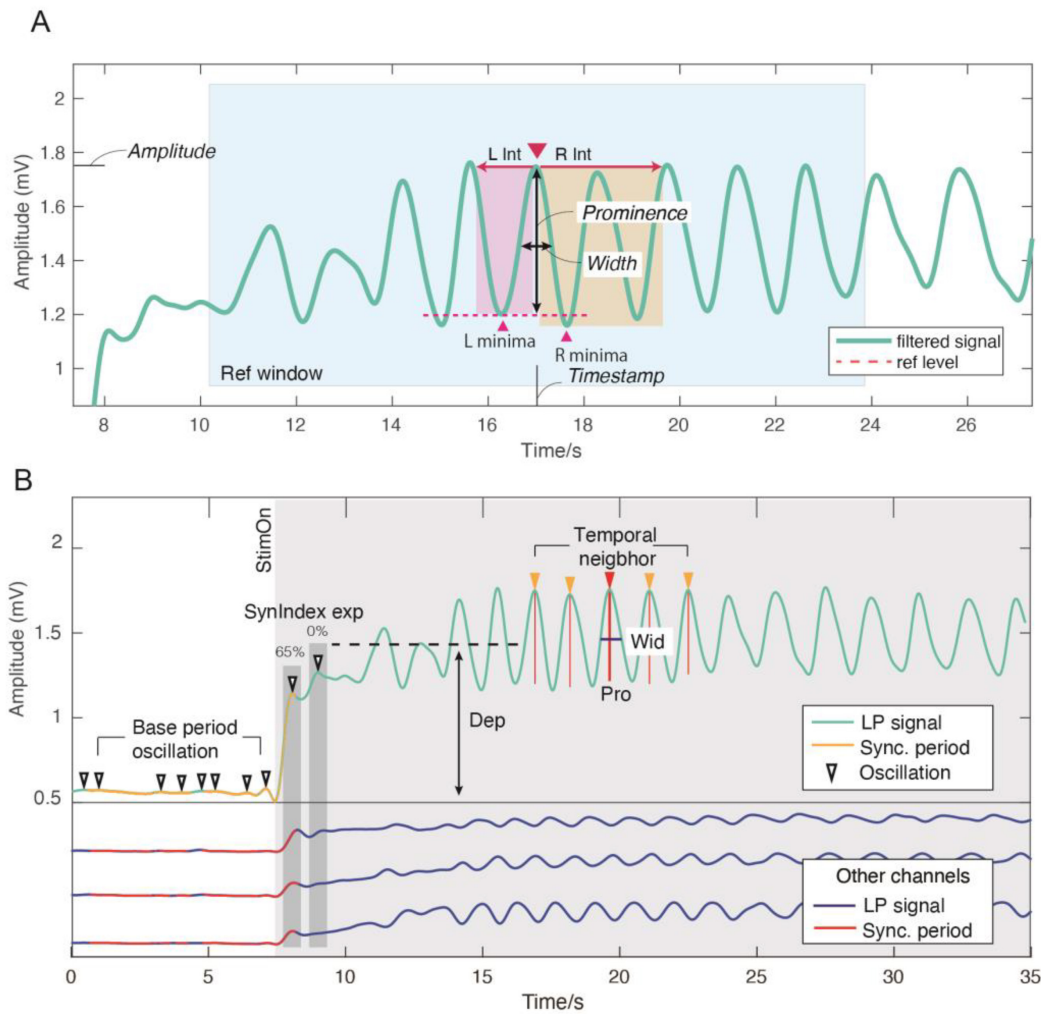 A
2
1.8
1.6
1.4
1.2
1
Amplitude (mV)
Amplitude
L Int
R Int
Prominence
Width
L minima
R minima
Ref window
Timestamp
filtered signal
ref level
8
10
12
14
16
18
20
22
24
26
Time/s
B
2
1.5
1
0.5
Amplitude (mV)
StimOn
SynIndex exp
65%
0%
Temporal
neigbhor
Wid
Pro
Dep
Base period
oscillation
LP signal
Sync. period
Oscillation
Other channels
LP signal
Sync. period
0
5
10
15
20
25
30
35
Time/s